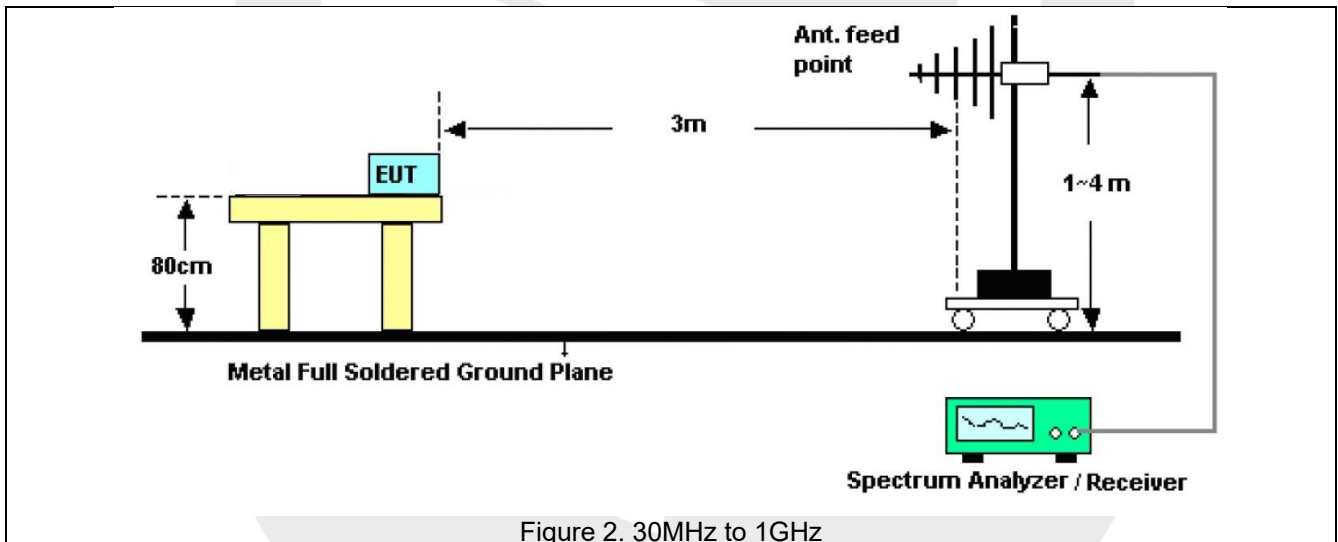 Ant. feed
point
3m
EUT
1~4 m
80cm
Metal Full Soldered Ground Plane
Spectrum Analyzer / Receiver
Figure 2. 30MHz to 1GHz